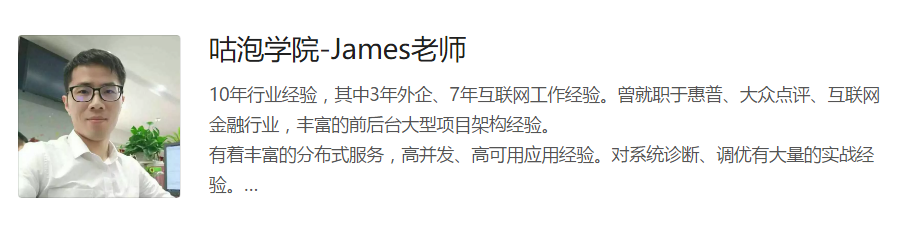 咕泡学院-James老师
10年行业经验，其中3年外企、7年互联网工作经验。曾就职于惠普、大众点评、互联网
金融行业，丰富的前后台大型项目架构经验。
有着丰富的分布式服务，高并发、高可用应用经验。对系统诊断、调优有大量的实战经
验。...